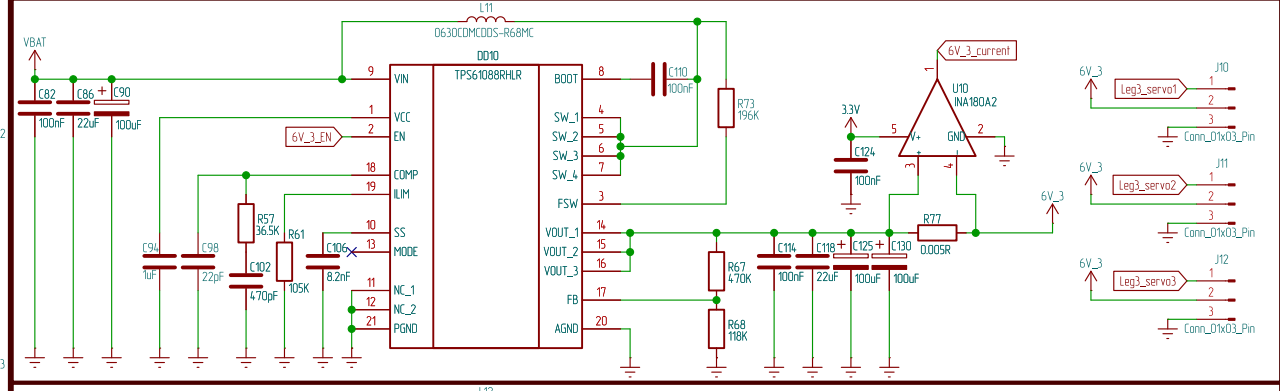 L11
0630CDMCDDS-R68MC
VBAT
C82
100nF
C86
22uF
+
C90
100uF
6V_3_EN
C94
1uF
C98
22pF
R57
36.5K
C102
470pF
R61
105K
C106
8.2nF
DD10
TPS61088RHLR
9
VIN
1
VCC
2
EN
18
COMP
19
ILIM
10
SS
13
MODE
11
NC_1
12
NC_2
21
PGND
BOOT
8
SW_1
4
SW_2
5
SW_3
6
SW_4
7
FSW
3
VOUT_1
14
VOUT_2
15
VOUT_3
16
FB
17
AGND
20
C110
100nF
R73
196K
R67
470K
R68
118K
C114
100nF
C118
22uF
+
C125
100uF
+
C130
100uF
3.3V
C124
100nF
6V_3_current
1
U10
INA180A2
5
V+
GND
2
+
-
3
4
R77
0.005R
6V_3
J10
6V_3
Leg3_servo1
1
2
3
Conn_01x03_Pin
J11
6V_3
Leg3_servo2
1
2
3
Conn_01x03_Pin
J12
6V_3
Leg3_servo3
1
2
3
Conn_01x03_Pin
2
3